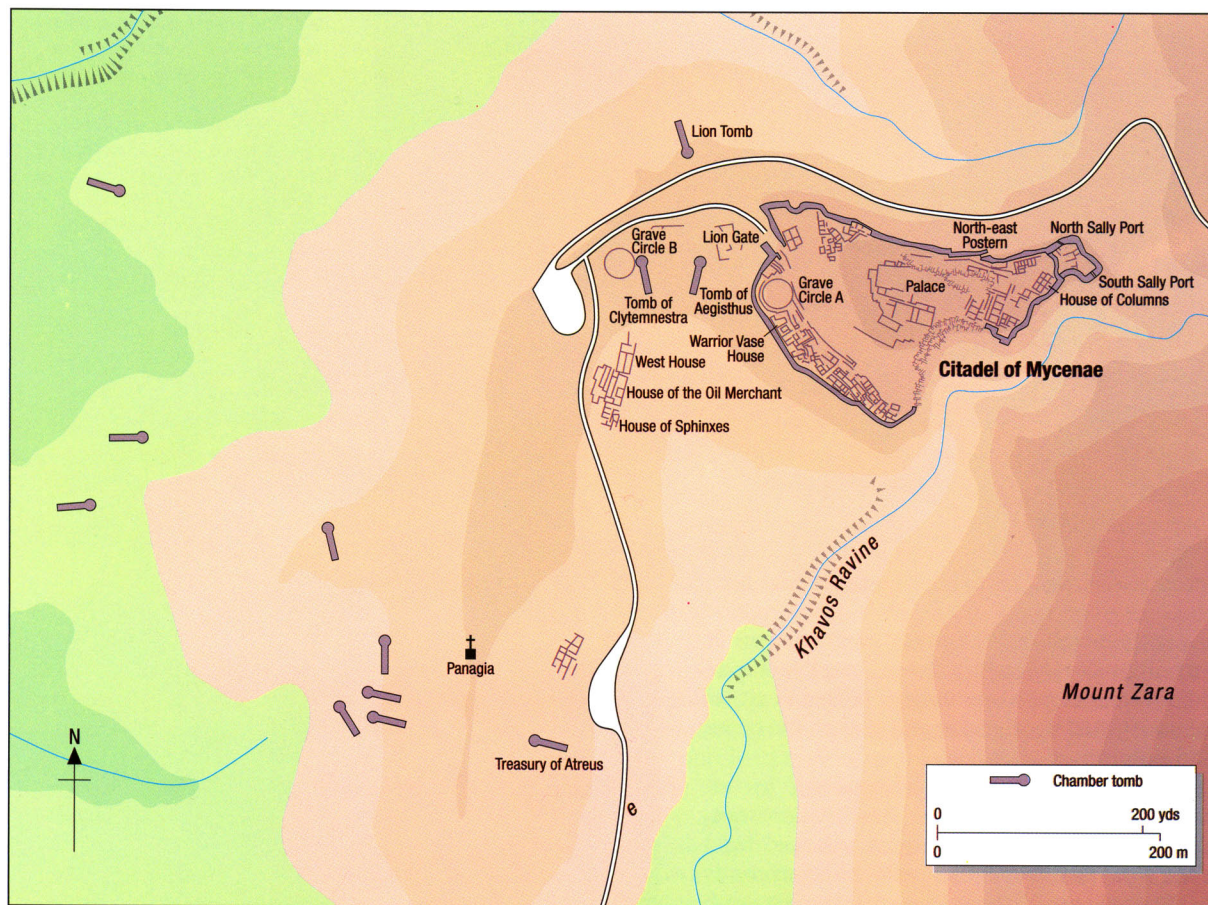 Lion Tomb
Grave
Circle B
Lion Gate
North-east
Postern
North Sally Port
Tomb of
Clytemnestra
Tomb of
Aegisthus
Grave
Circle A
Palace
South Sally Port
House of Columns
Warrior Vase
House
West House
House of the Oil Merchant
House of Sphinxes
Citadel of Mycenae
Khavos Ravine
Panagia
Mount Zara
Treasury of Atreus
N
e
Chamber tomb
0 200 yds
0 200 m